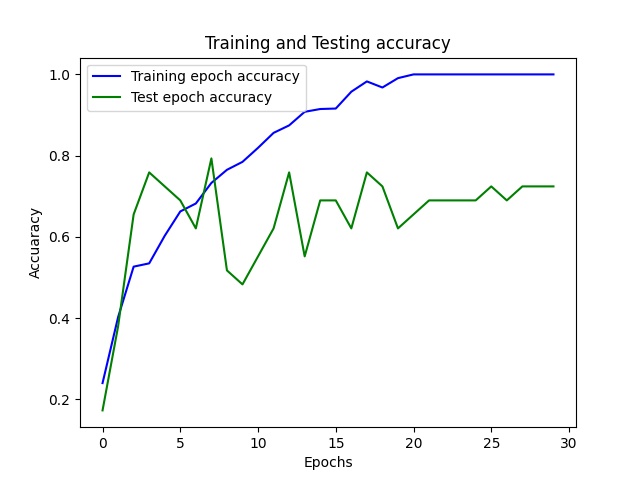 Training and Testing accuracy
Training epoch accuracy
Test epoch accuracy
1.0
0.8
0.6
0.4
0.2
Accuaracy
0 5 10 15 20 25 30
Epochs